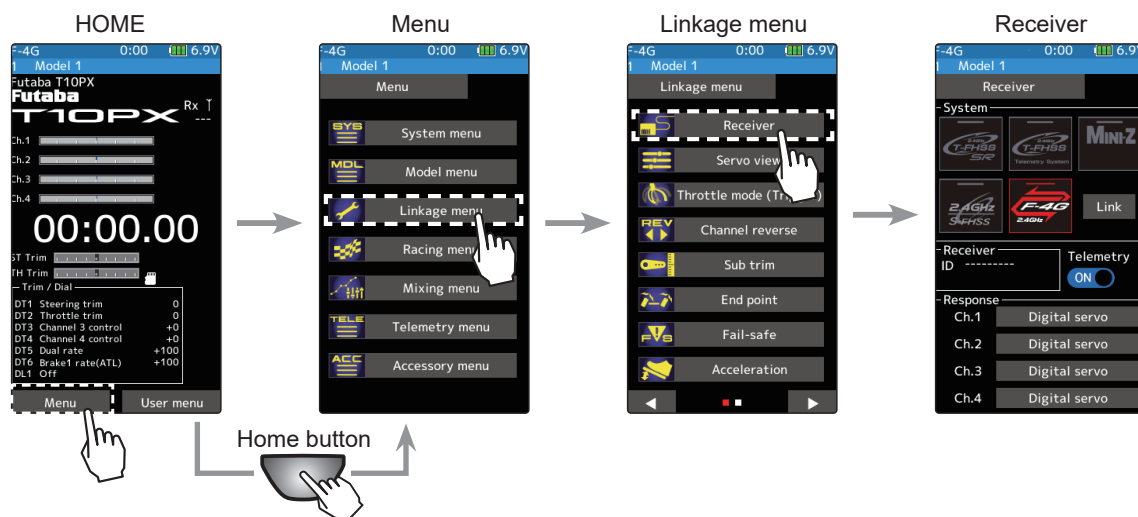 HOME
F-4G 0:00 6.9V
1 Model 1
Futaba T10PX
Futaba
T10PX
Rx
---
Ch.1
Ch.2
Ch.3
Ch.4
00:00.00
ST Trim
TH Trim
Trim / Dial
DT1 Steering trim 0
DT2 Throttle trim 0
DT3 Channel 3 control +0
DT4 Channel 4 control +0
DT5 Dual rate +100
DT6 Brake1 rate(ATL) +100
DL1 Off
Menu User menu
Home button
Menu
-4G 0:00 6.9V
Model 1
Menu
SYS System menu
MDL Model menu
Linkage menu
Racing menu
Mixing menu
TELE Telemetry menu
ACC Accessory menu
Linkage menu
-4G 0:00 6.9V
Model 1
Linkage menu
Receiver
Servo view
Throttle mode (Tr
REV Channel reverse
Sub trim
End point
F/S Fail-safe
Acceleration
Receiver
-4G 0:00 6.9V
Model 1
Receiver
System
2.4GHz
T-FHSS
SR
2.4GHz
T-FHSS
Telemetry System
MINI-Z
2.4GHz
S-FHSS
F-4G
2.4GHz
Link
Receiver
ID ---------
Telemetry
ON
Response
Ch.1 Digital servo
Ch.2 Digital servo
Ch.3 Digital servo
Ch.4 Digital servo